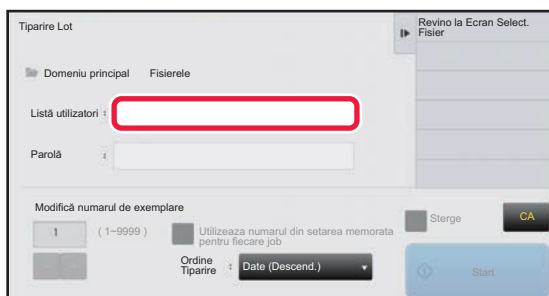 Tiparire Lot
Revino la Ecran Select.
Fisier
Domeniu principal Fisierele
Listă utilizatori :
Parolă :
Modifică numarul de exemplare
1 ( 1~9999 )
Utilizeaza numarul din setarea memorata
pentru fiecare job
Sterge
CA
Ordine
Tiparire : Date (Descend.)
Start